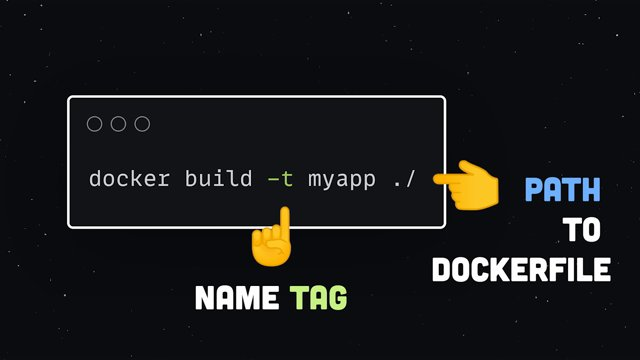 docker build -t myapp ./
PATH
TO
DOCKERFILE
NAME TAG